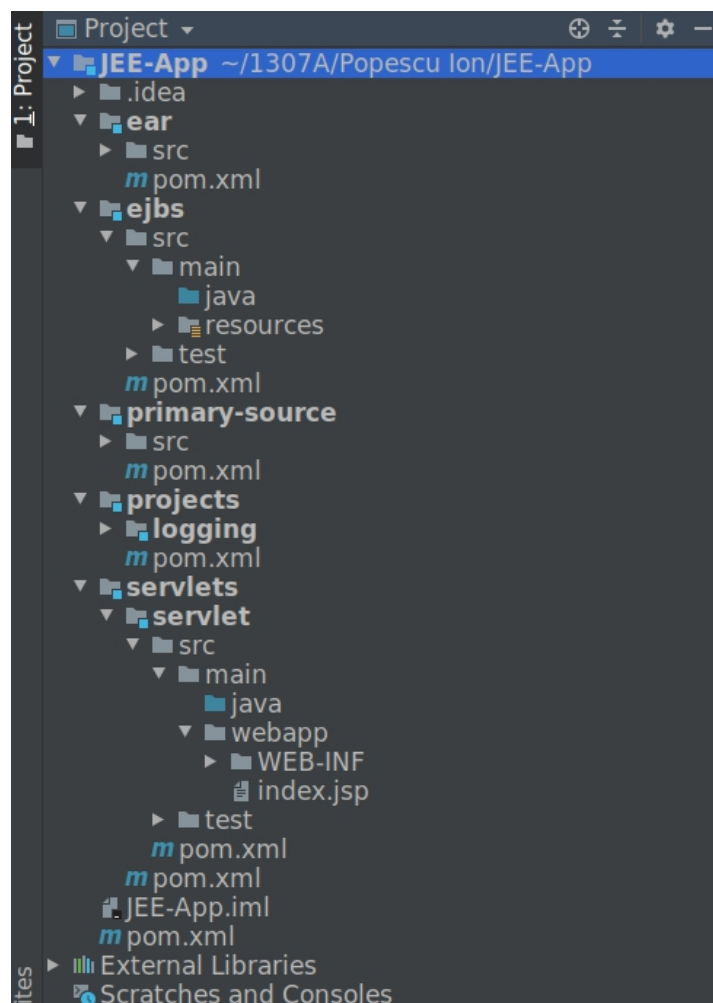 1: Project
Project
JEE-App ~/1307A/Popescu Ion/JEE-App
.idea
ear
src
pom.xml
ejbs
src
main
java
resources
test
pom.xml
primary-source
src
pom.xml
projects
logging
pom.xml
servlets
servlet
src
main
java
webapp
WEB-INF
index.jsp
test
pom.xml
pom.xml
JEE-App.iml
pom.xml
External Libraries
Scratches and Consoles
ites